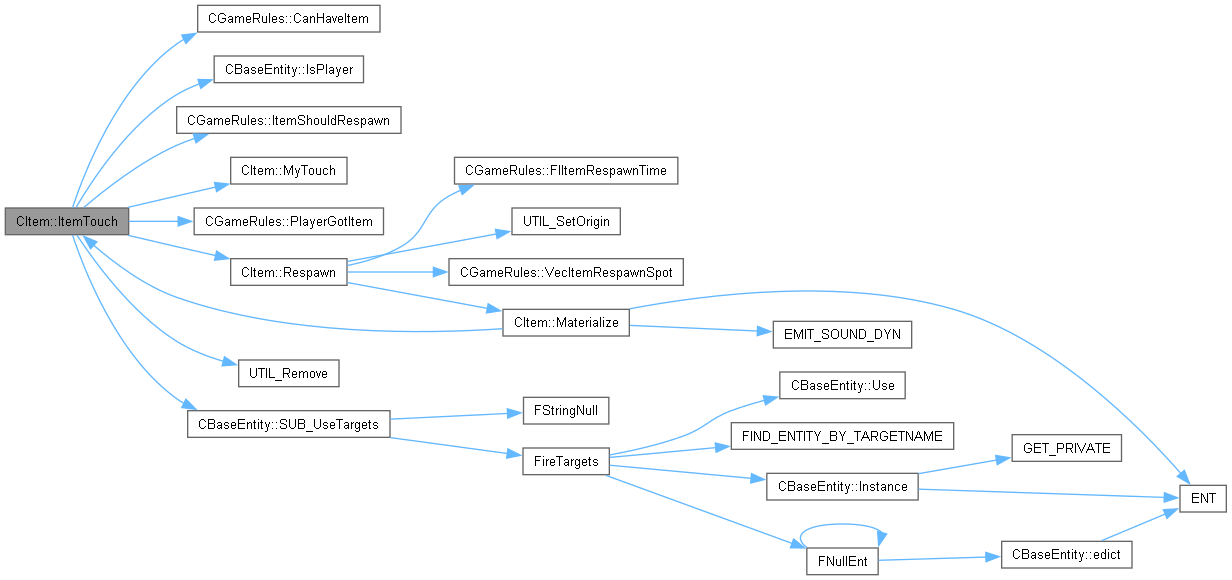 CGameRules::CanHaveItem
CBaseEntity::IsPlayer
CGameRules::ItemShouldRespawn
CItem::MyTouch
CGameRules::FlItemRespawnTime
CItem::ItemTouch
CGameRules::PlayerGotItem
UTIL_SetOrigin
CItem::Respawn
CGameRules::VecItemRespawnSpot
CItem::Materialize
EMIT_SOUND_DYN
UTIL_Remove
CBaseEntity::Use
CBaseEntity::SUB_UseTargets
FStringNull
FIND_ENTITY_BY_TARGETNAME
GET_PRIVATE
FireTargets
CBaseEntity::Instance
ENT
FNullEnt
CBaseEntity::edict